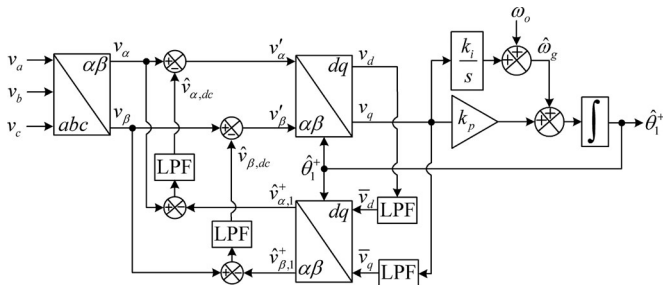 ω_o
v_a
v_b
v_c
αβ
abc
v_α
v_β
v̂_α,dc
v̂_β,dc
v′_α
v′_β
dq
αβ
v_d
v_q
k_i
s
k_p
ω̂_g
∫
θ̂_1^+
θ̂_1^+
LPF
LPF
v̂_α,1^+
v̂_β,1^+
dq
αβ
v̅_d
LPF
v̅_q
LPF